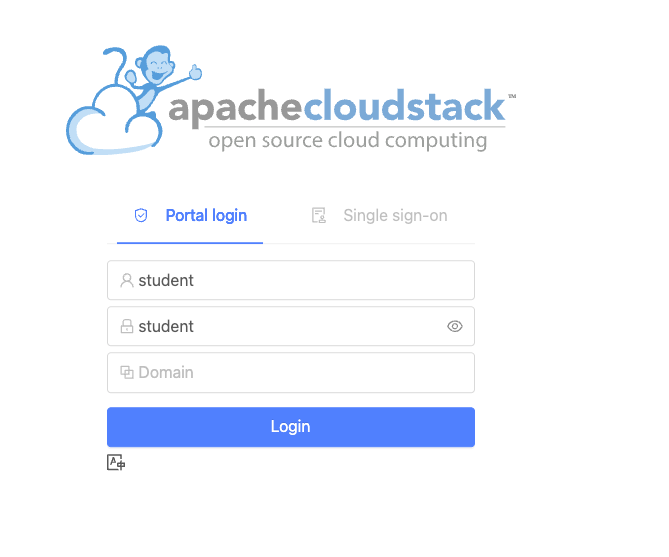 apachecloudstack™
open source cloud computing
Portal login
Single sign-on
student
student
Domain
Login